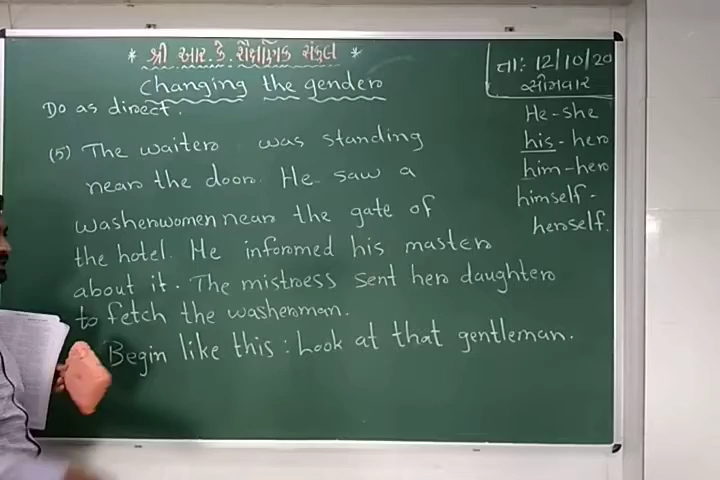 * શ્રી આર. કે. શૈક્ષણિક સંકુલ *
તા: 12/10/20
સોમવાર
Changing the gender
Do as direct.
(5) The waiter was standing
near the door. He saw a
washerwomen near the gate of
the hotel. He informed his master
about it. The mistress sent her daughter
to fetch the washerman.
Begin like this: Look at that gentleman.
He-she
his-her
him-her
himself-
herself.